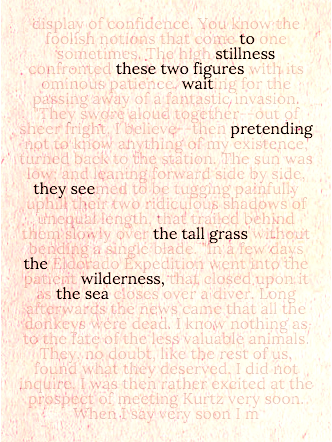 display of confidence. You know the
foolish notions that come to one
sometimes. The high stillness
confronted these two figures with its
ominous patience, waiting for the
passing away of a fantastic invasion.
They swore aloud together—out of
sheer fright, I believe—then pretending
not to know anything of my existence,
turned back to the station. The sun was
low; and leaning forward side by side,
they seemed to be tugging painfully
uphill their two ridiculous shadows of
unequal length, that trailed behind
them slowly over the tall grass without
bending a single blade. "In a few days
the Eldorado Expedition went into the
patient wilderness, that closed upon it
as the sea closes over a diver. Long
afterwards the news came that all the
donkeys were dead. I know nothing as
to the fate of the less valuable animals.
They, no doubt, like the rest of us,
found what they deserved. I did not
inquire. I was then rather excited at the
prospect of meeting Kurtz very soon.
When I say very soon I m